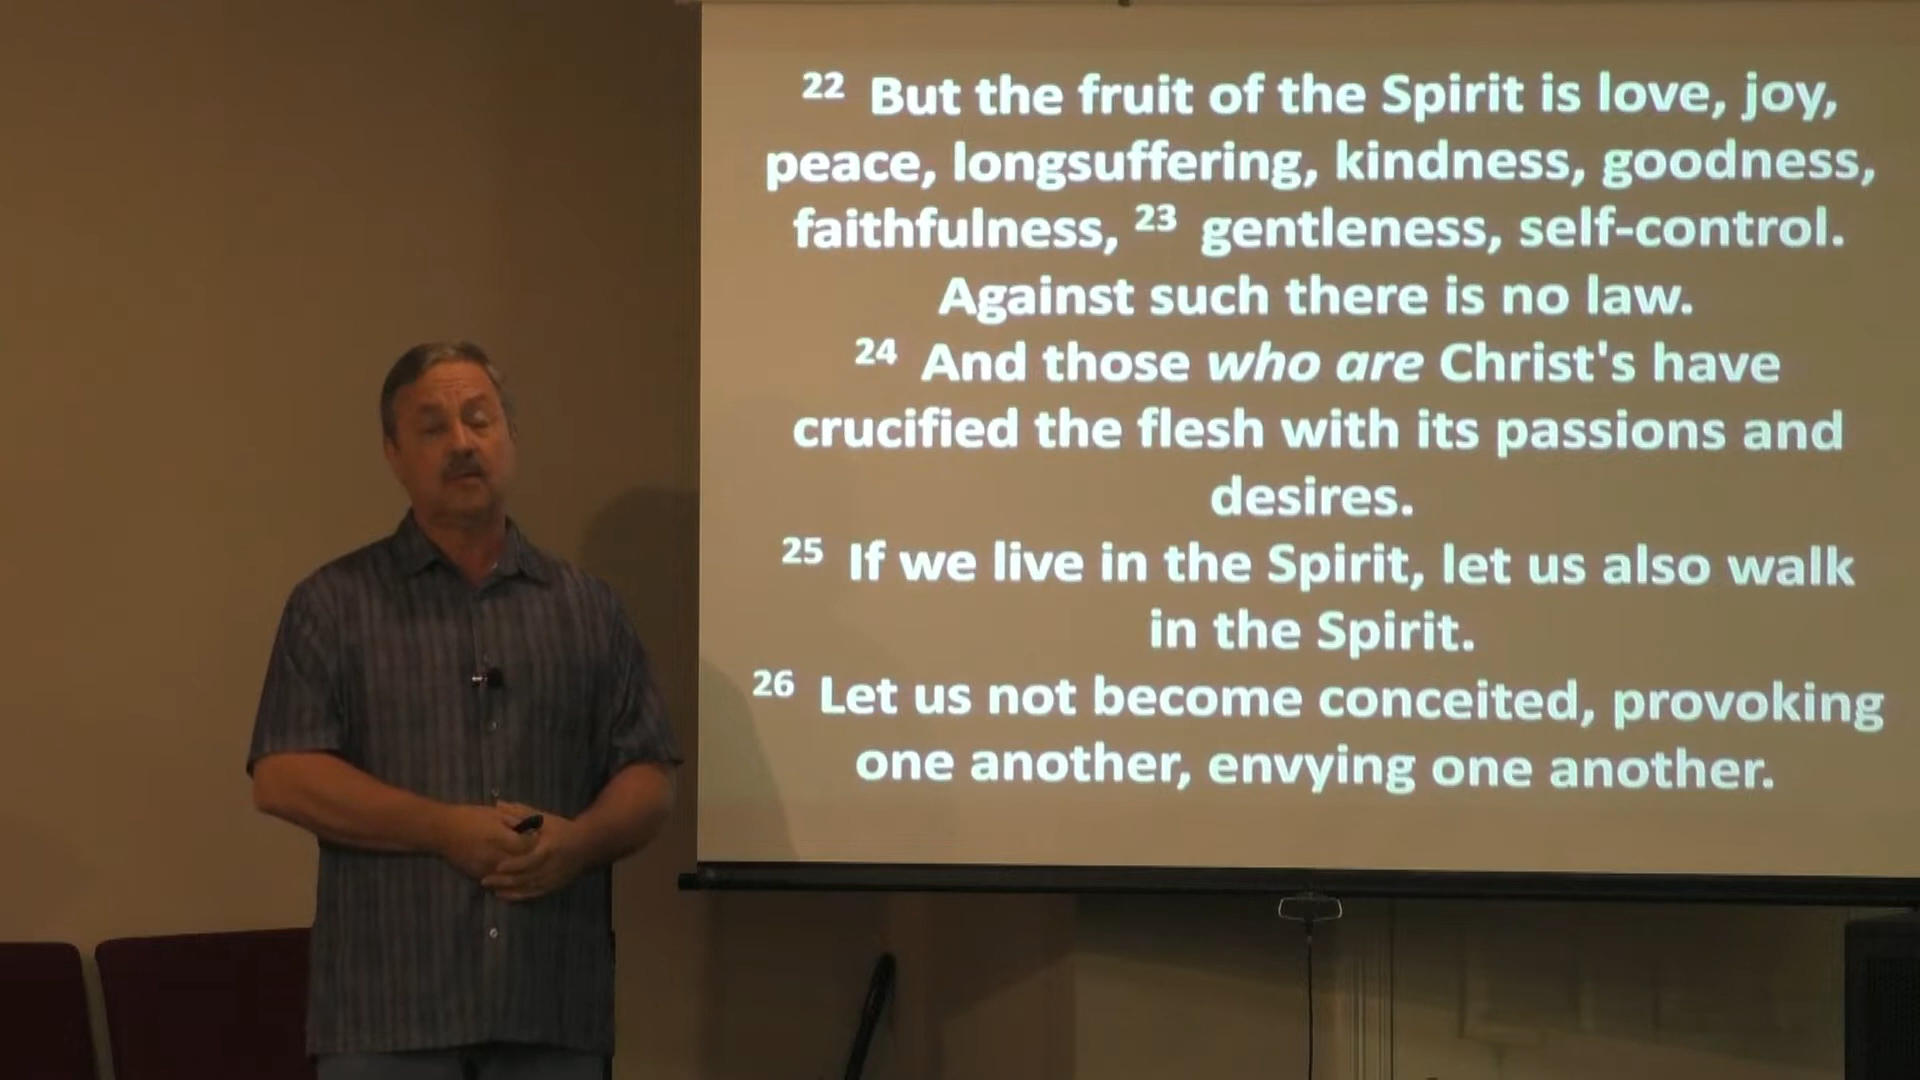 22 But the fruit of the Spirit is love, joy,
peace, longsuffering, kindness, goodness,
faithfulness, 23 gentleness, self-control.
Against such there is no law.
24 And those who are Christ's have
crucified the flesh with its passions and
desires.
25 If we live in the Spirit, let us also walk
in the Spirit.
26 Let us not become conceited, provoking
one another, envying one another.